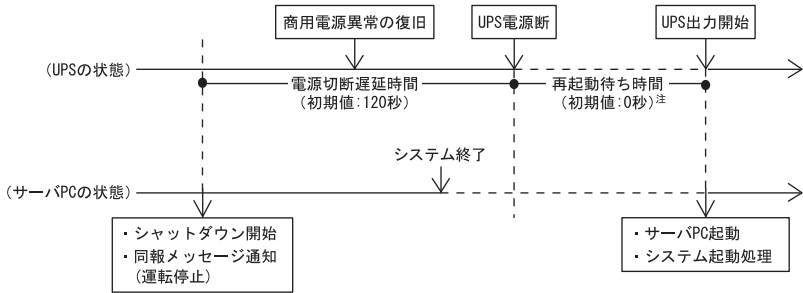 商用電源異常の復旧
UPS電源断
UPS出力開始
(UPSの状態)
電源切断遅延時間
(初期値:120秒)
再起動待ち時間
(初期値:0秒)注
システム終了
(サーバPCの状態)
・シャットダウン開始
・同報メッセージ通知
(運転停止)
・サーバPC起動
・システム起動処理